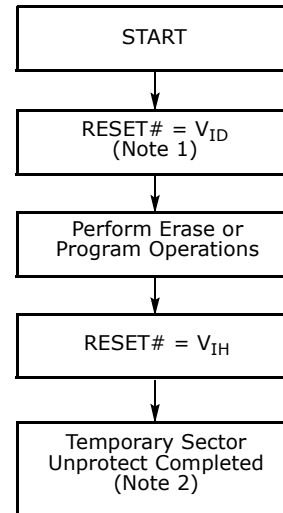 START
RESET# = VID
(Note 1)
Perform Erase or
Program Operations
RESET# = VIH
Temporary Sector
Unprotect Completed
(Note 2)